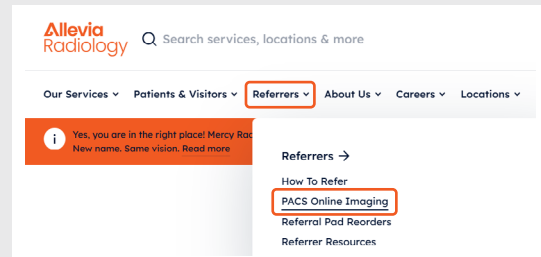 Allevia
Radiology
Search services, locations & more
Our Services Patients & Visitors Referrers About Us Careers Locations
i
Yes, you are in the right place! Mercy Rad
New name. Same vision. Read more
Referrers →
How To Refer
PACS Online Imaging
Referral Pad Reorders
Referrer Resources